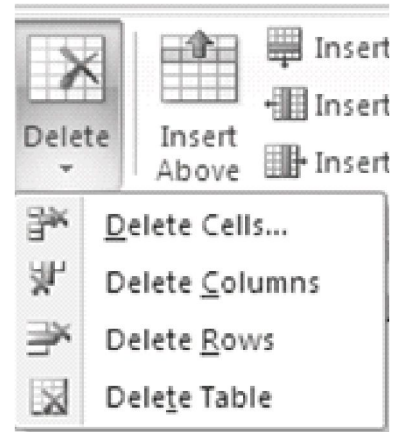 Insert
Insert
Delete
Insert
Above
Insert
Delete Cells...
Delete Columns
Delete Rows
Delete Table